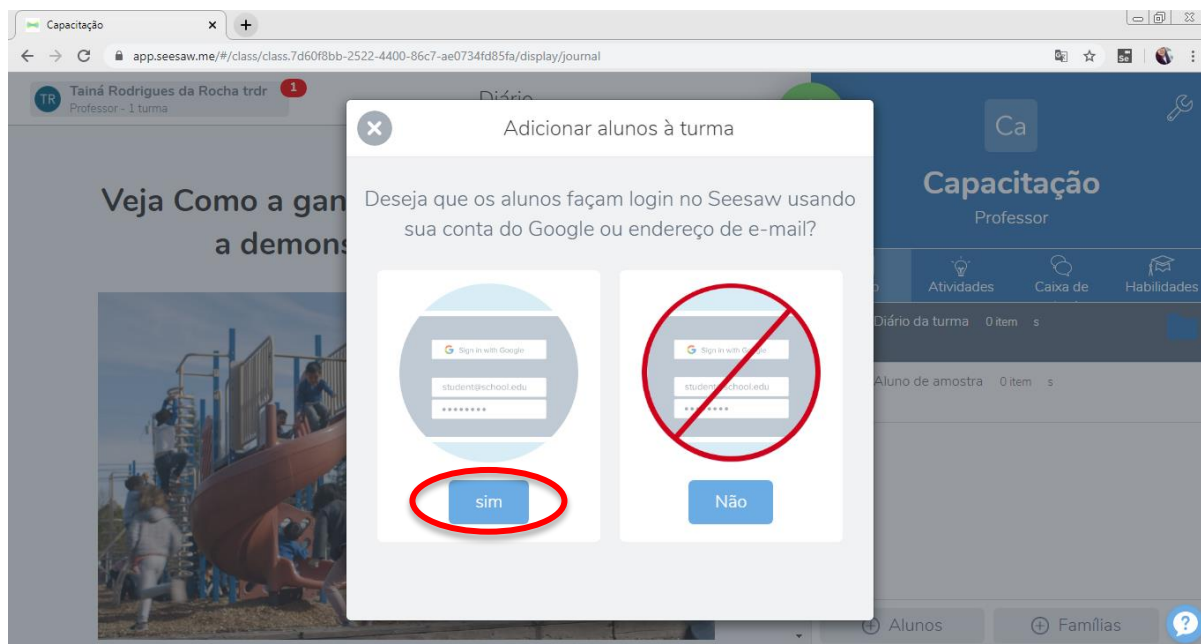 Capacitação
app.seesaw.me/#/class/class.7d60f8bb-2522-4400-86c7-ae0734fd85fa/display/journal
Se
TR
Tainá Rodrigues da Rocha trdr
1
Professor - 1 turma
Diário
Adicionar alunos à turma
Deseja que os alunos façam login no Seesaw usando
sua conta do Google ou endereço de e-mail?
Sign in with Google
student@school.edu
sim
Sign in with Google
student@school.edu
Não
Veja Como a gan
a demons
Ca
Capacitação
Professor
Atividades
Caixa de
Habilidades
Diário da turma 0 item s
Aluno de amostra 0 item s
Alunos
Famílias
?